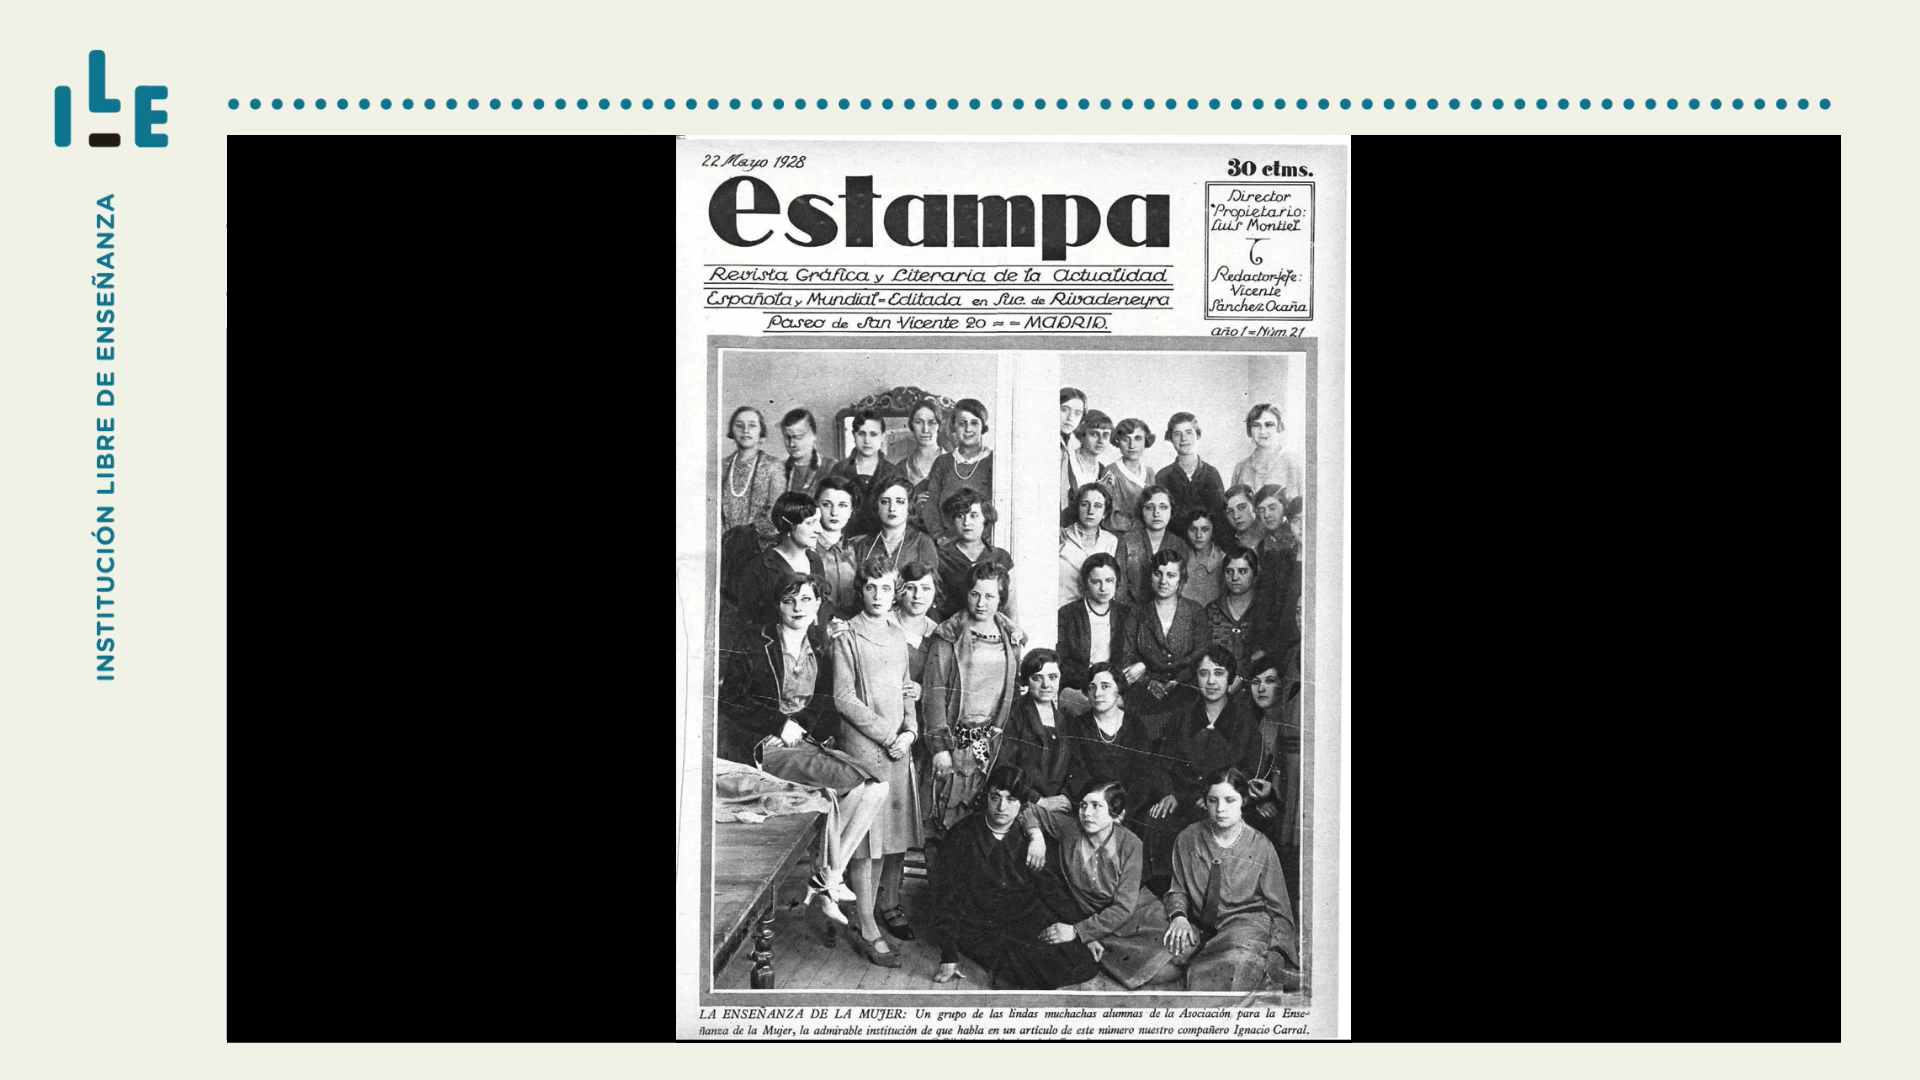 ILE
INSTITUCIÓN LIBRE DE ENSEÑANZA
22 Mayo 1928
estampa
Revista Gráfica y Literaria de la Actualidad
Española y Mundial = Editada en Suc. de Rivadeneyra
Paseo de San Vicente 20 = = MADRID.
30 ctms.
Director
Propietario:
Luis Montiel
Redactor-jefe:
Vicente
Sánchez Ocaña
año 1 = Núm. 21
LA ENSEÑANZA DE LA MUJER: Un grupo de las lindas muchachas alumnas de la Asociación para la Ense-
ñanza de la Mujer, la admirable institución de que habla en un artículo de este número nuestro compañero Ignacio Carral.